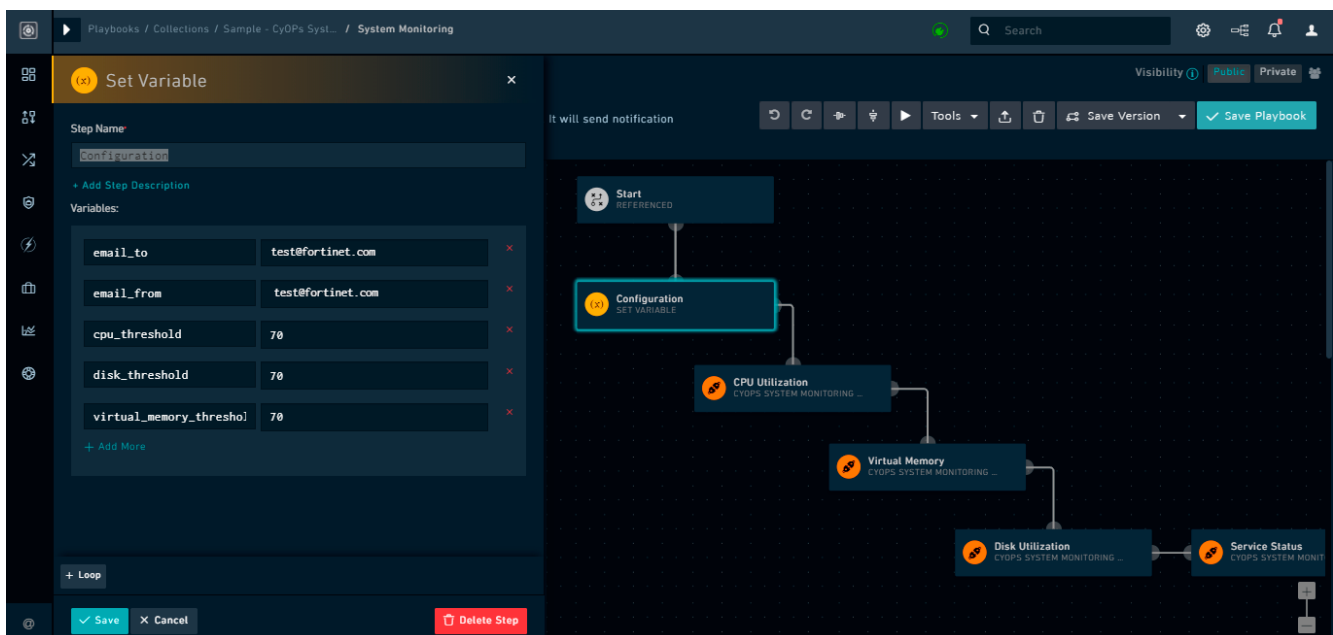 Playbooks / Collections / Sample - CyOPs Syst... / System Monitoring
Search
(x) Set Variable
Visibility
Public
Private
It will send notification
Tools
Save Version
Save Playbook
Step Name
Configuration
+ Add Step Description
Variables:
email_to
test@fortinet.com
email_from
test@fortinet.com
cpu_threshold
70
disk_threshold
70
virtual_memory_threshol
70
+ Add More
+ Loop
Save
X Cancel
Delete Step
Start
REFERENCED
(x)
Configuration
SET VARIABLE
CPU Utilization
CYOPS SYSTEM MONITORING ...
Virtual Memory
CYOPS SYSTEM MONITORING ...
Disk Utilization
CYOPS SYSTEM MONITORING ...
Service Status
CYOPS SYSTEM MONIT
@